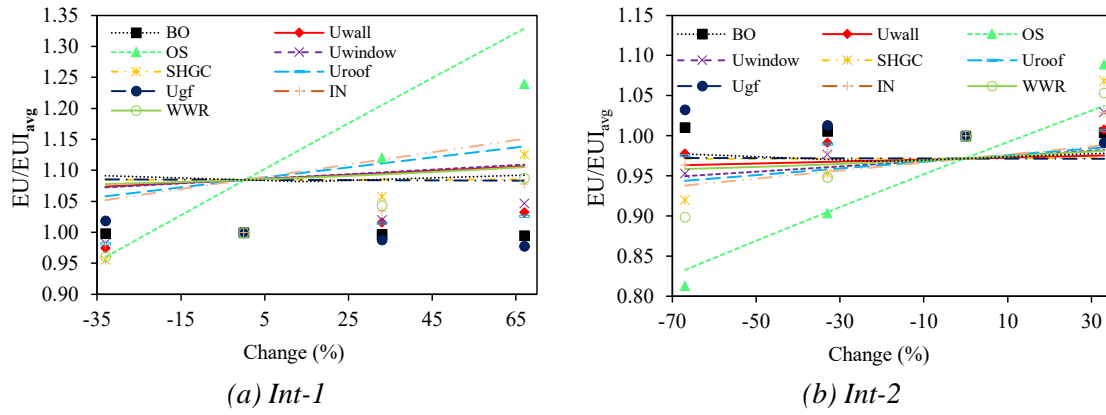 1.35
1.30
1.25
1.20
1.15
1.10
1.05
1.00
0.95
0.90
EU/EUI_avg
BO
Uwall
OS
Uwindow
SHGC
Uroof
Ugf
IN
WWR
-35 -15 5 25 45 65
Change (%)
(a) Int-1
1.15
1.10
1.05
1.00
0.95
0.90
0.85
0.80
EU/EUI_avg
BO
Uwall
OS
Uwindow
SHGC
Uroof
Ugf
IN
WWR
-70 -50 -30 -10 10 30
Change (%)
(b) Int-2